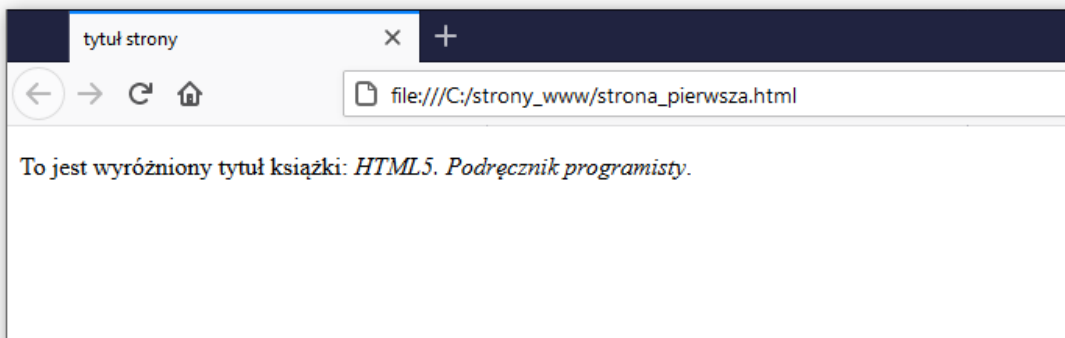 tytuł strony
file:///C:/strony_www/strona_pierwsza.html
To jest wyróżniony tytuł książki: HTML5. Podręcznik programisty.